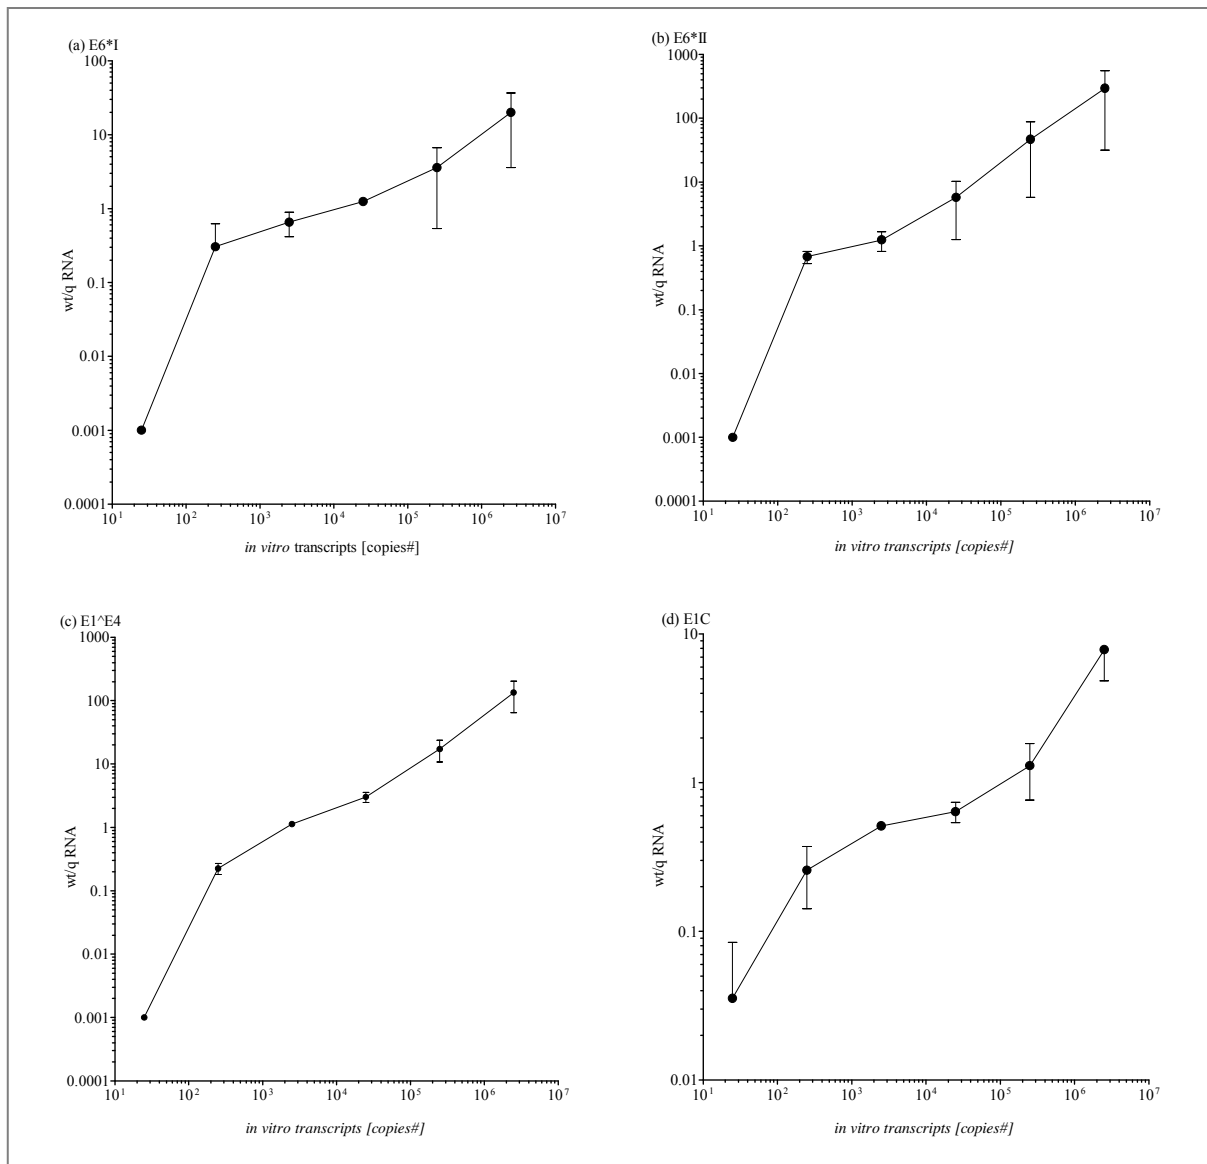 (a) E6*I
100
10
1
0.1
0.01
0.001
0.0001
wt/q RNA
10¹ 10² 10³ 10⁴ 10⁵ 10⁶ 10⁷
in vitro transcripts [copies#]
(b) E6*II
1000
100
10
1
0.1
0.01
0.001
0.0001
wt/q RNA
10¹ 10² 10³ 10⁴ 10⁵ 10⁶ 10⁷
in vitro transcripts [copies#]
(c) E1^E4
1000
100
10
1
0.1
0.01
0.001
0.0001
wt/q RNA
10¹ 10² 10³ 10⁴ 10⁵ 10⁶ 10⁷
in vitro transcripts [copies#]
(d) E1C
10
1
0.1
0.01
wt/q RNA
10¹ 10² 10³ 10⁴ 10⁵ 10⁶ 10⁷
in vitro transcripts [copies#]